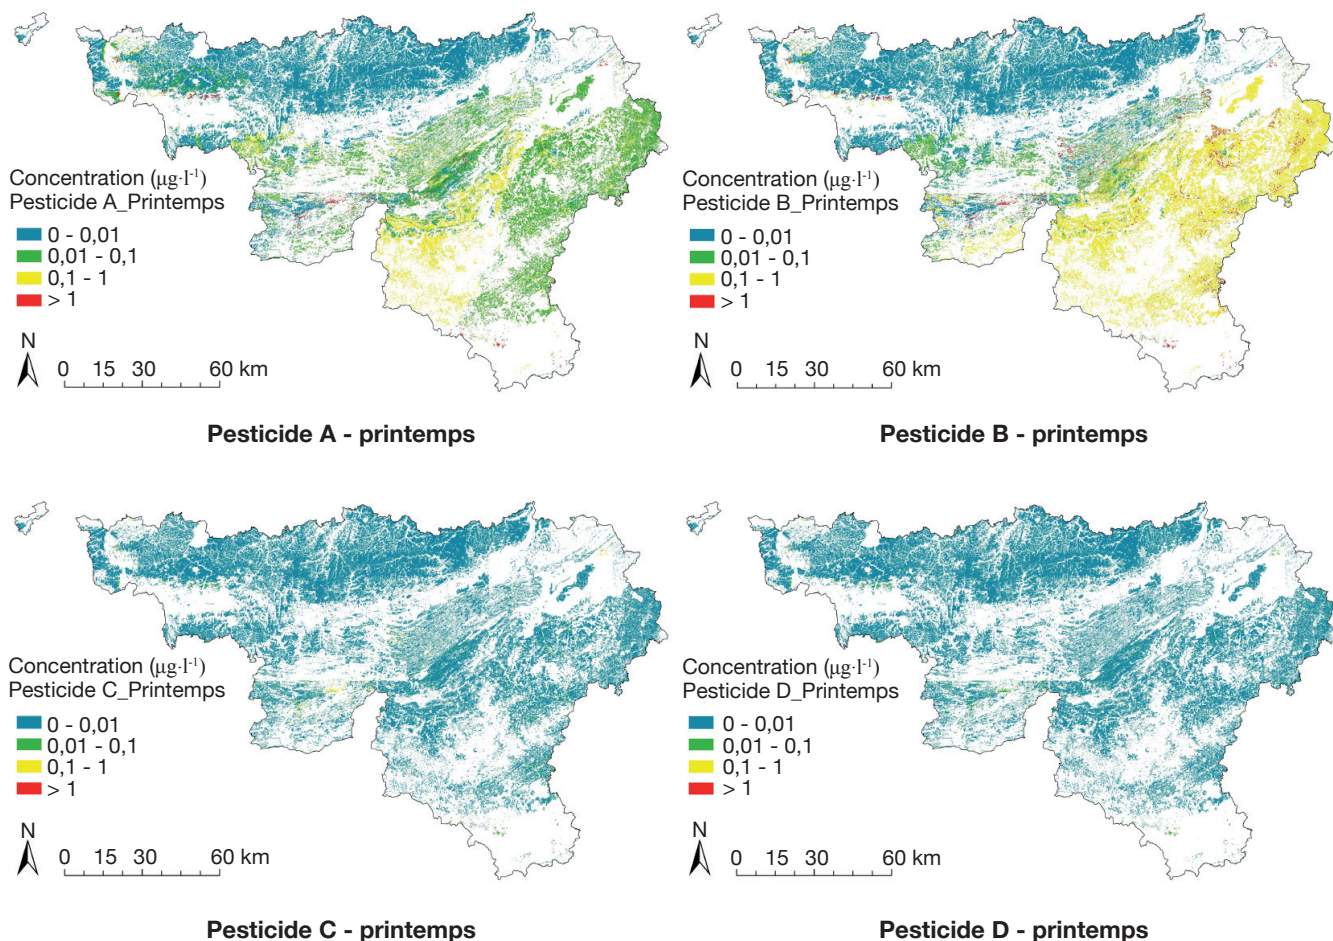 Concentration (µg·l⁻¹)
Pesticide A_Printemps
0 - 0,01
0,01 - 0,1
0,1 - 1
> 1
N
0 15 30 60 km
Pesticide A - printemps
Concentration (µg·l⁻¹)
Pesticide B_Printemps
0 - 0,01
0,01 - 0,1
0,1 - 1
> 1
N
0 15 30 60 km
Pesticide B - printemps
Concentration (µg·l⁻¹)
Pesticide C_Printemps
0 - 0,01
0,01 - 0,1
0,1 - 1
> 1
N
0 15 30 60 km
Pesticide C - printemps
Concentration (µg·l⁻¹)
Pesticide D_Printemps
0 - 0,01
0,01 - 0,1
0,1 - 1
> 1
N
0 15 30 60 km
Pesticide D - printemps